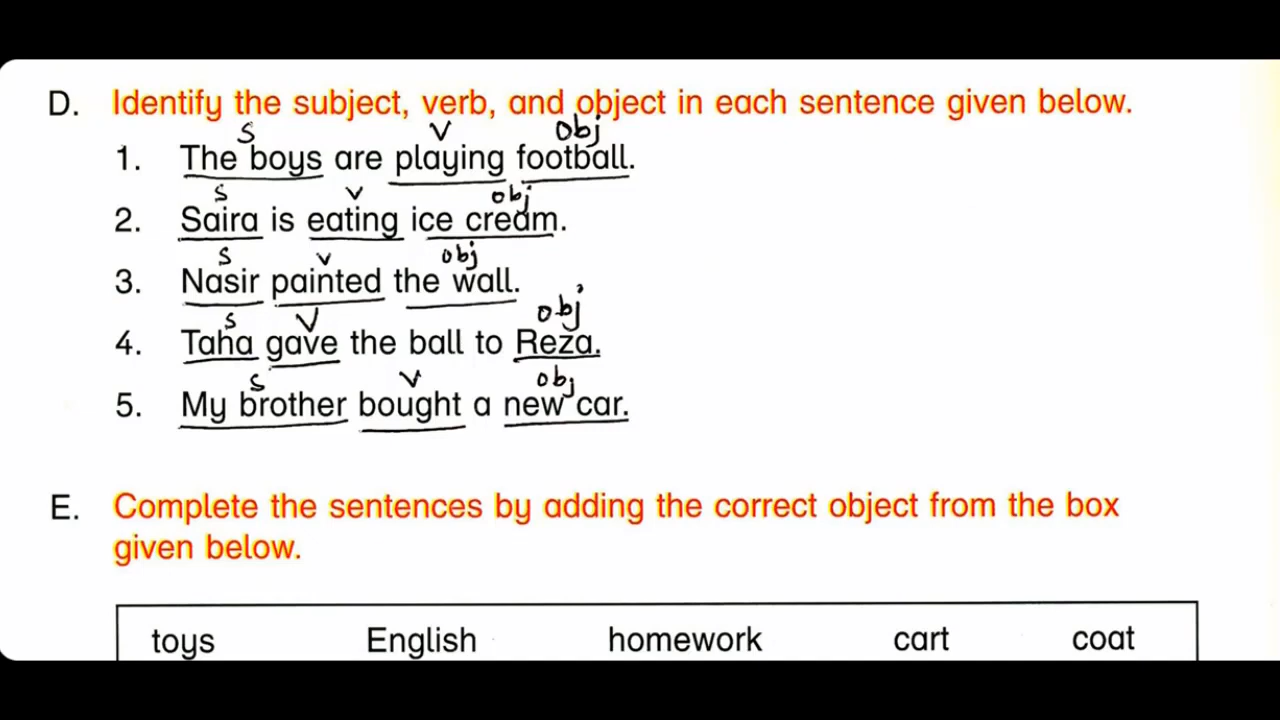 D. Identify the subject, verb, and object in each sentence given below.
S V Obj
1. The boys are playing football.
S V obj
2. Saira is eating ice cream.
S V obj
3. Nasir painted the wall.
S V obj
4. Taha gave the ball to Reza.
S V obj
5. My brother bought a new car.
E. Complete the sentences by adding the correct object from the box
given below.
toys English homework cart coat